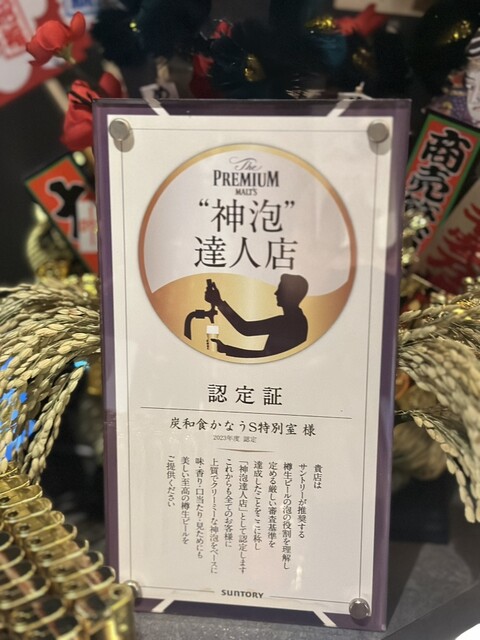 The
PREMIUM
MALT'S
“神泡”
達人店
認定証
炭和食かなうS特別室 様
2023年度 認定
貴店は
サントリーが推奨する
樽生ビールの泡の役割を理解し
定める厳しい審査基準を
達成したことをここに称し
「神泡達人店」として認定します
これからも全てのお客様に
上質でクリーミーな神泡をベースに
味・香り・口当たり・見ためにも
美しい至高の樽生ビールを
ご提供ください
SUNTORY
商売